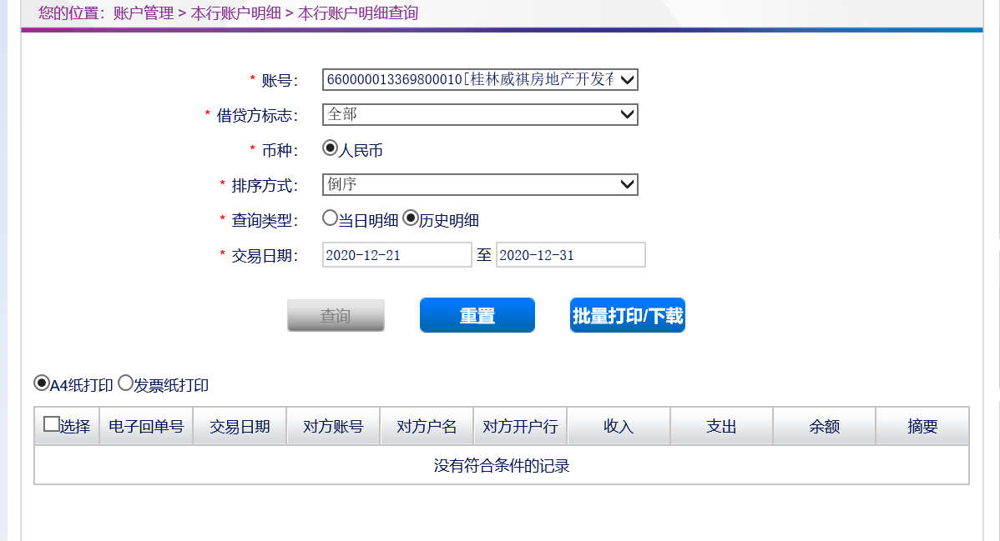 您的位置：账户管理 > 本行账户明细 > 本行账户明细查询
* 账号： 660000013369800010[桂林威祺房地产开发有
* 借贷方标志： 全部
* 币种： 人民币
* 排序方式： 倒序
* 查询类型： 当日明细 历史明细
* 交易日期： 2020-12-21 至 2020-12-31
查询 重置 批量打印/下载
A4纸打印 发票纸打印
选择 电子回单号 交易日期 对方账号 对方户名 对方开户行 收入 支出 余额 摘要
没有符合条件的记录